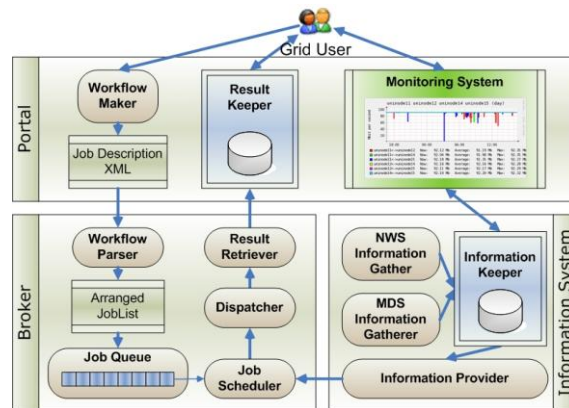 Grid User
Portal
Workflow
Maker
Job Description
XML
Result
Keeper
Monitoring System
Broker
Workflow
Parser
Arranged
JobList
Job Queue
Result
Retriever
Dispatcher
Job
Scheduler
NWS
Information
Gather
MDS
Information
Gatherer
Information
Keeper
Information Provider
Information System